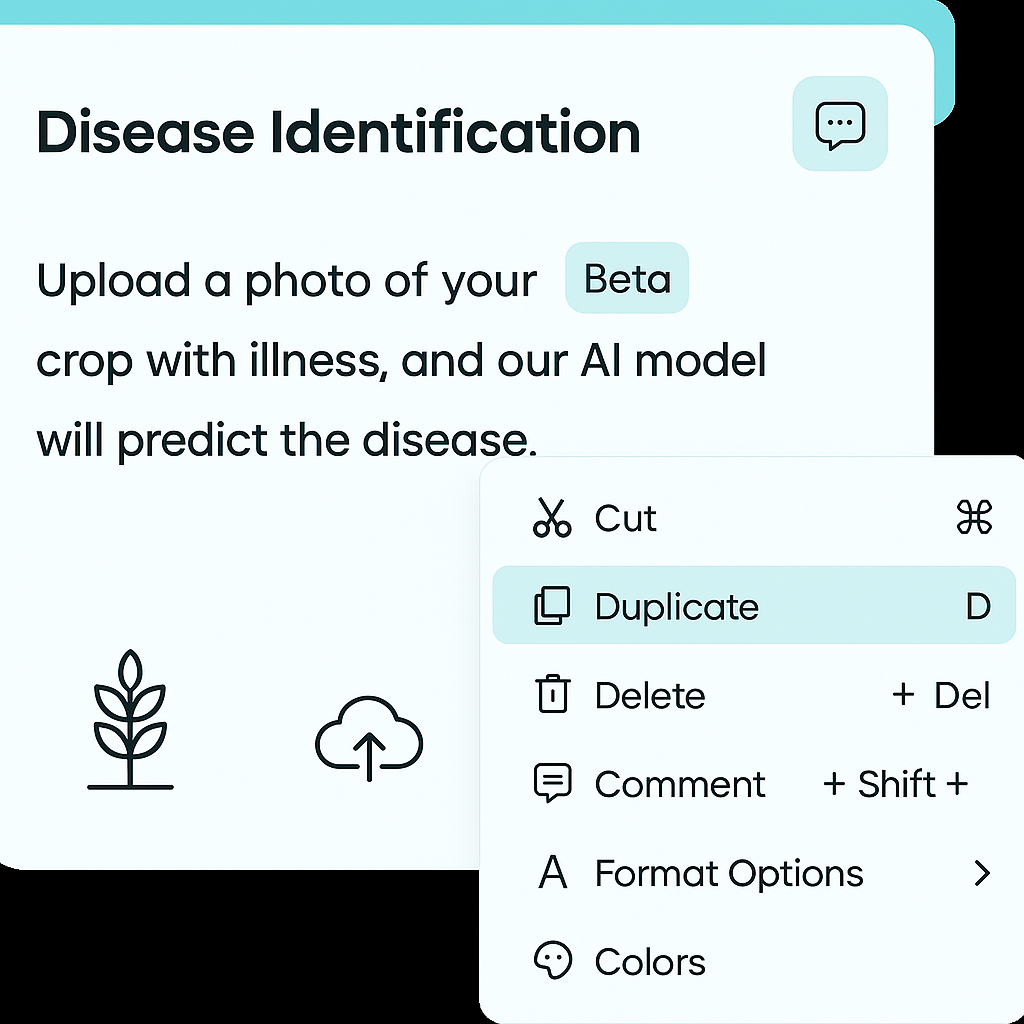 Disease Identification
Upload a photo of your Beta
crop with illness, and our AI model
will predict the disease.
Cut ⌘
Duplicate D
Delete + Del
Comment + Shift +
A Format Options
Colors